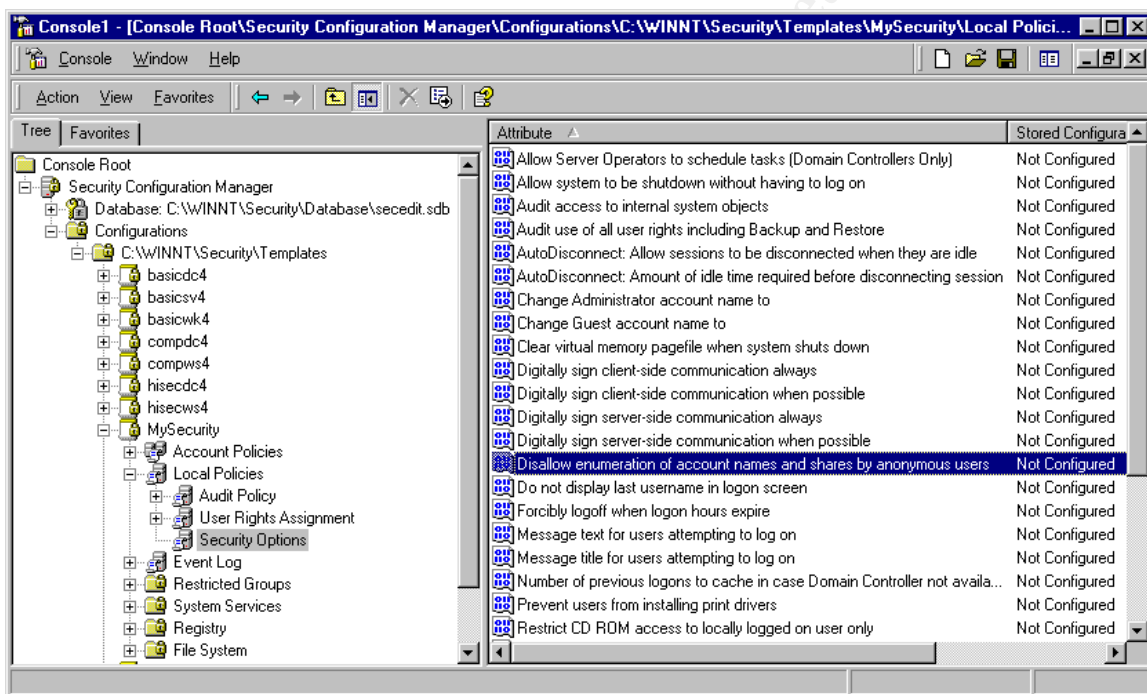 Console1 - [Console Root\Security Configuration Manager\Configurations\C:\WINNT\Security\Templates\MySecurity\Local Polici...
Console Window Help
Action View Favorites
Tree Favorites
Console Root
Security Configuration Manager
Database: C:\WINNT\Security\Database\secedit.sdb
Configurations
C:\WINNT\Security\Templates
basicdc4
basicsv4
basicwk4
compdc4
compws4
hisecdc4
hisecws4
MySecurity
Account Policies
Local Policies
Audit Policy
User Rights Assignment
Security Options
Event Log
Restricted Groups
System Services
Registry
File System
Attribute Stored Configura
Allow Server Operators to schedule tasks (Domain Controllers Only) Not Configured
Allow system to be shutdown without having to log on Not Configured
Audit access to internal system objects Not Configured
Audit use of all user rights including Backup and Restore Not Configured
AutoDisconnect: Allow sessions to be disconnected when they are idle Not Configured
AutoDisconnect: Amount of idle time required before disconnecting session Not Configured
Change Administrator account name to Not Configured
Change Guest account name to Not Configured
Clear virtual memory pagefile when system shuts down Not Configured
Digitally sign client-side communication always Not Configured
Digitally sign client-side communication when possible Not Configured
Digitally sign server-side communication always Not Configured
Digitally sign server-side communication when possible Not Configured
Disallow enumeration of account names and shares by anonymous users Not Configured
Do not display last username in logon screen Not Configured
Forcibly logoff when logon hours expire Not Configured
Message text for users attempting to log on Not Configured
Message title for users attempting to log on Not Configured
Number of previous logons to cache in case Domain Controller not availa... Not Configured
Prevent users from installing print drivers Not Configured
Restrict CD ROM access to locally logged on user only Not Configured